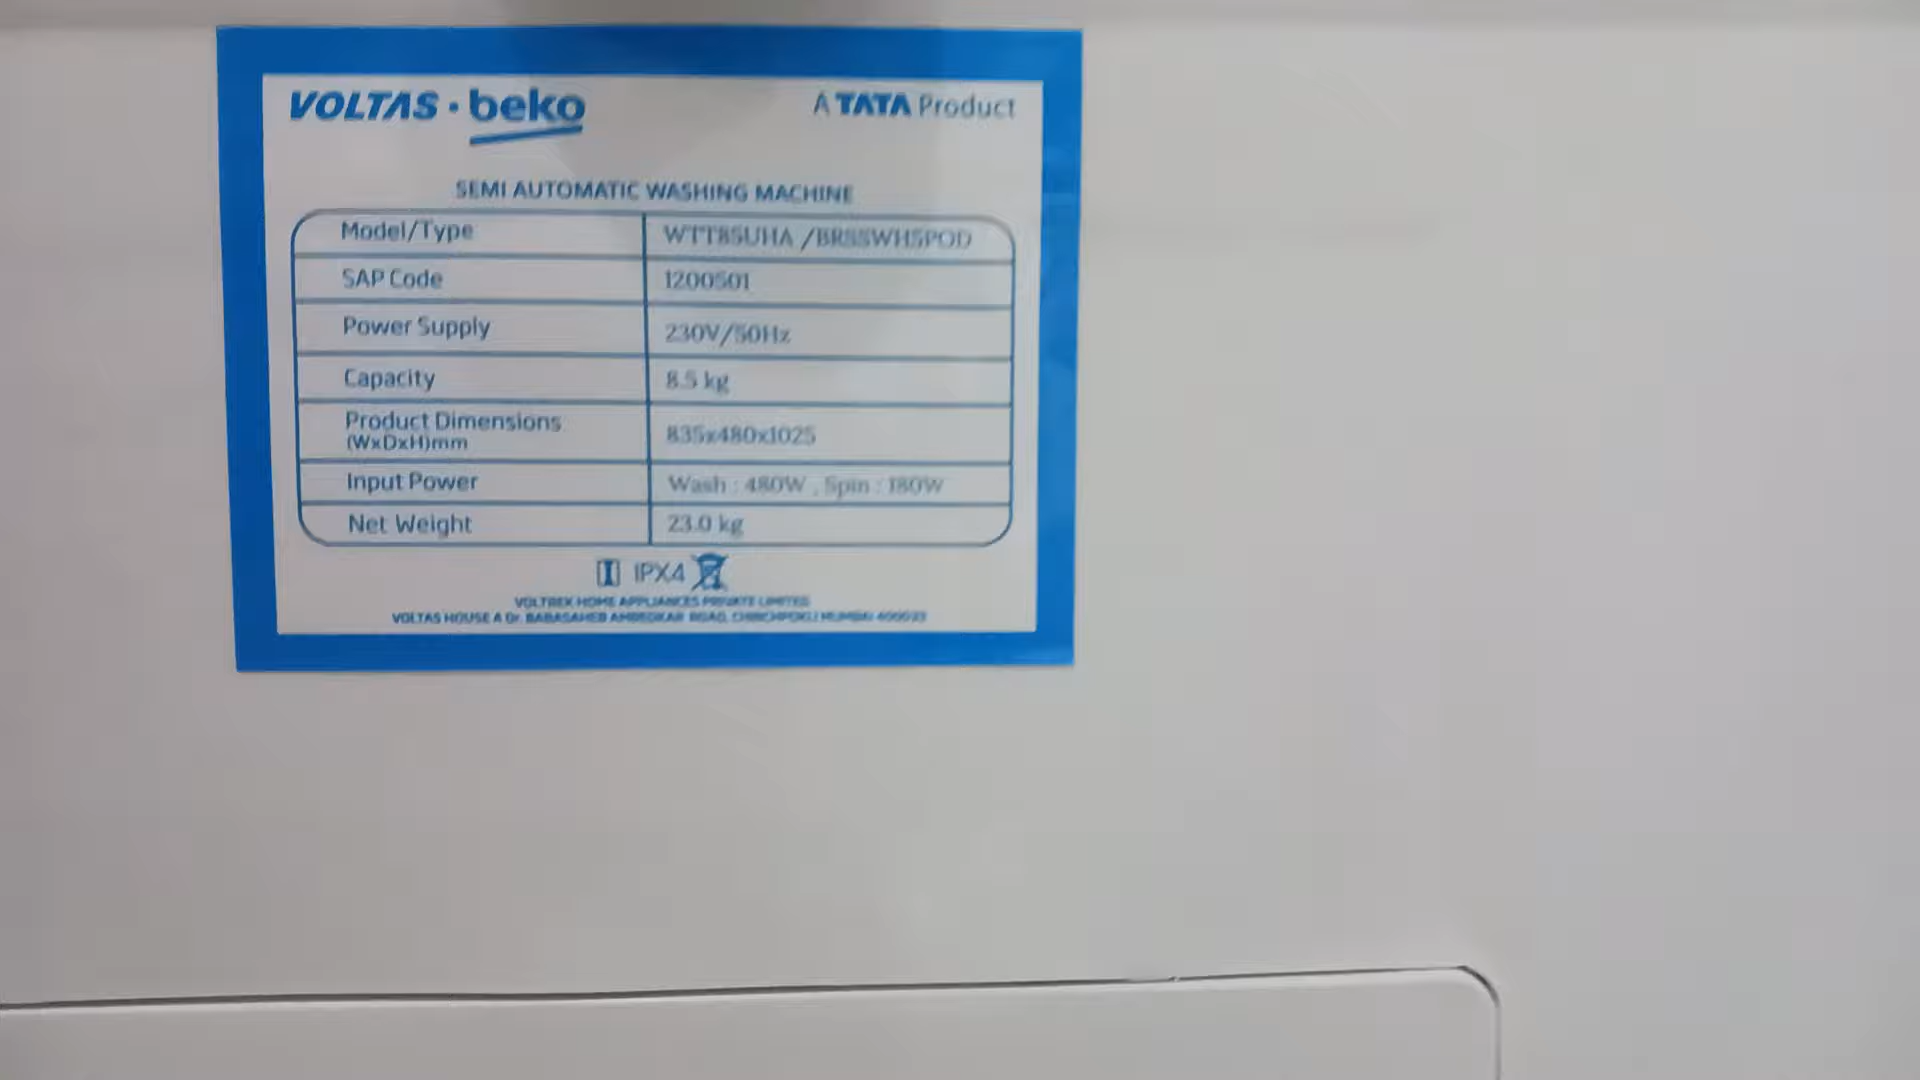 VOLTAS • beko
A TATA Product
SEMI AUTOMATIC WASHING MACHINE
Model/Type WTT85UHA /BRSSWH5POD
SAP Code 1200501
Power Supply 230V/50Hz
Capacity 8.5 kg
Product Dimensions 835x480x1025
(WxDxH)mm
Input Power Wash : 480W , Spin : 180W
Net Weight 23.0 kg
IPX4
HOME APPLIANCES PRIVATE LIMITED
VOLTAS HOUSE A Dr. BABASAHEB AMBEDKAR ROAD, CHINCHPOKLI MUMBAI 400033